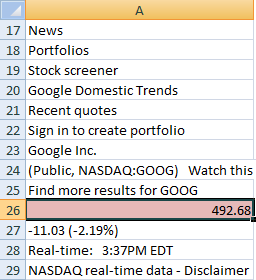 A
17 News
18 Portfolios
19 Stock screener
20 Google Domestic Trends
21 Recent quotes
22 Sign in to create portfolio
23 Google Inc.
24 (Public, NASDAQ:GOOG) Watch this
25 Find more results for GOOG
26 492.68
27 -11.03 (-2.19%)
28 Real-time: 3:37PM EDT
29 NASDAQ real-time data - Disclaimer